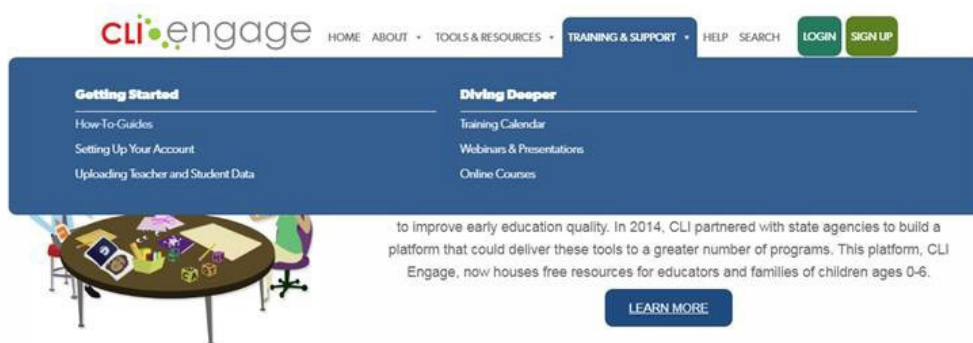 cli engage HOME ABOUT TOOLS & RESOURCES TRAINING & SUPPORT HELP SEARCH LOGIN SIGN UP
Getting Started
How-To-Guides
Setting Up Your Account
Uploading Teacher and Student Data
Diving Deeper
Training Calendar
Webinars & Presentations
Online Courses
to improve early education quality. In 2014, CLI partnered with state agencies to build a
platform that could deliver these tools to a greater number of programs. This platform, CLI
Engage, now houses free resources for educators and families of children ages 0-6.
LEARN MORE